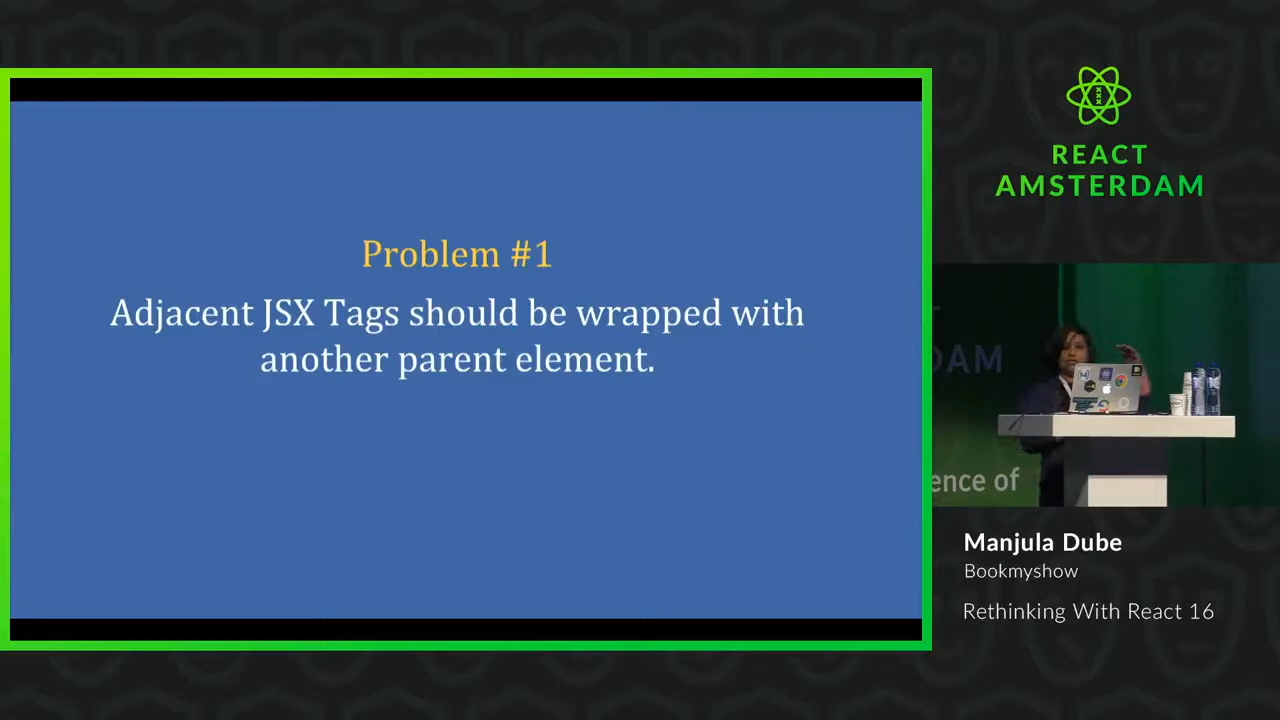 Problem #1
Adjacent JSX Tags should be wrapped with
another parent element.
REACT
AMSTERDAM
DAM
ence of
Manjula Dube
Bookmyshow
Rethinking With React 16